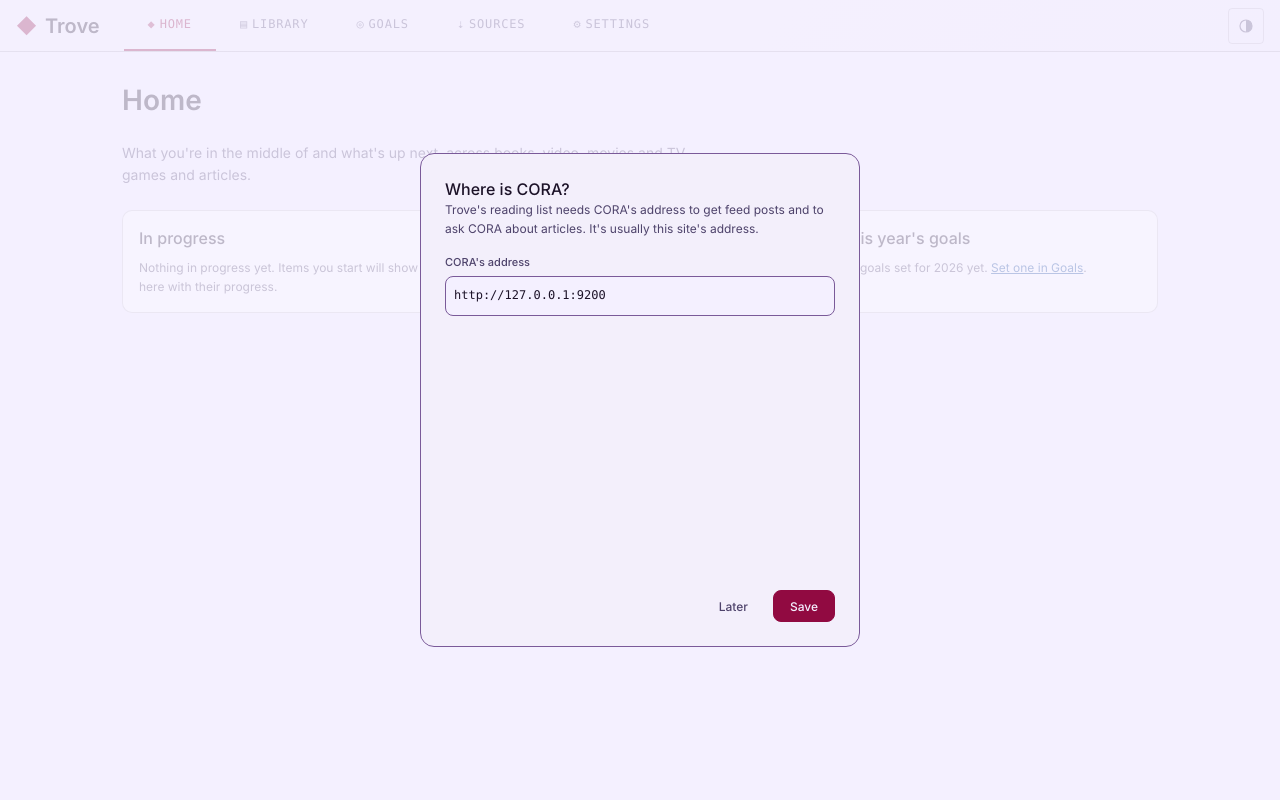 Trove
◆ HOME
▤ LIBRARY
◎ GOALS
↓ SOURCES
⚙ SETTINGS
Home
What you're in the middle of and what's up next, across books, video, movies and TV,
games and articles.
In progress
Nothing in progress yet. Items you start will show
here with their progress.
is year's goals
goals set for 2026 yet. Set one in Goals.
Where is CORA?
Trove's reading list needs CORA's address to get feed posts and to
ask CORA about articles. It's usually this site's address.
CORA's address
http://127.0.0.1:9200
Later
Save